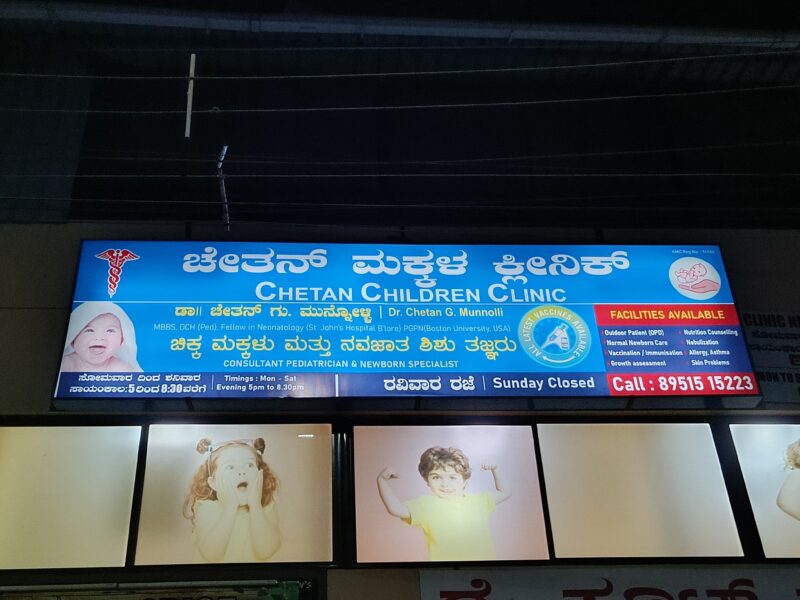 ಚೇತನ್ ಮಕ್ಕಳ ಕ್ಲೀನಿಕ್
CHETAN CHILDREN CLINIC
ಡಾ॥ ಚೇತನ್ ಗು. ಮುನ್ನೋಳ್ಳಿ | Dr. Chetan G. Munnolli
MBBS, DCH (Ped), Fellow in Neonatology (St. John's Hospital B'lore) PGPN(Boston University, USA)
ಚಿಕ್ಕ ಮಕ್ಕಳು ಮತ್ತು ನವಜಾತ ಶಿಶು ತಜ್ಞರು
CONSULTANT PEDIATRICIAN & NEWBORN SPECIALIST
ALL LATEST VACCINES AVAILABLE
ಸೋಮವಾರ ದಿಂದ ಶನಿವಾರ
ಸಾಯಂಕಾಲ: 5 ರಿಂದ 8:30 ವರೆಗೆ
Timings : Mon - Sat
Evening 5pm to 8.30pm
ರವಿವಾರ ರಜೆ | Sunday Closed
KMC Reg No
FACILITIES AVAILABLE
Outdoor Patient (OPD)
Normal Newborn Care
Vaccination / Immunisation
Growth assessment
Nutrition Counselling
Nebulization
Allergy, Asthma
Skin Problems
Call : 89515 15223